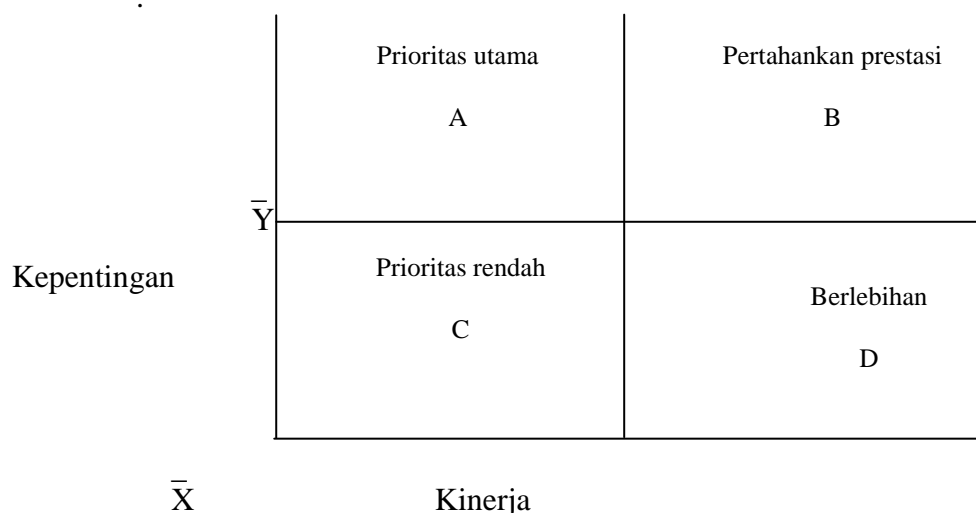 .
Prioritas utama
A
Pertahankan prestasi
B
Y̅
Kepentingan
Prioritas rendah
C
Berlebihan
D
X̅
Kinerja